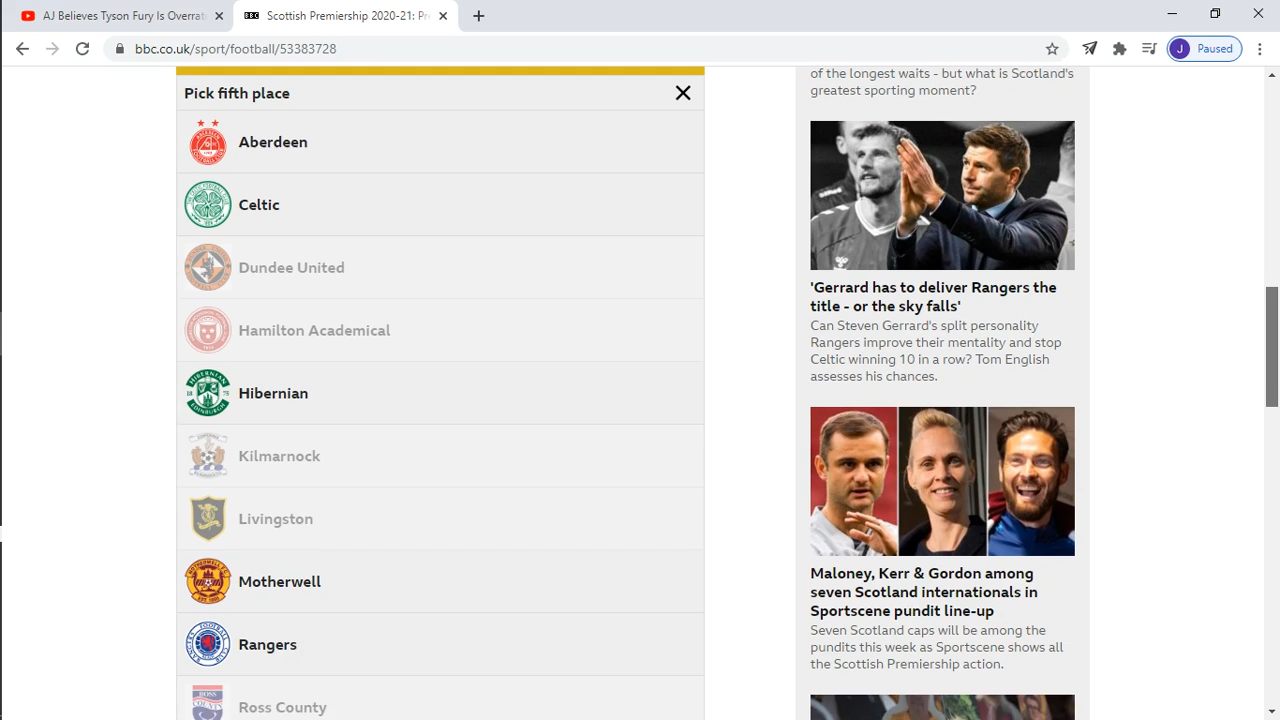 AJ Believes Tyson Fury Is Overrat
Scottish Premiership 2020-21: Pr
bbc.co.uk/sport/football/53383728
J Paused
Pick fifth place
Aberdeen
Celtic
Dundee United
Hamilton Academical
Hibernian
Kilmarnock
Livingston
Motherwell
Rangers
Ross County
of the longest waits - but what is Scotland's
greatest sporting moment?
'Gerrard has to deliver Rangers the
title - or the sky falls'
Can Steven Gerrard's split personality
Rangers improve their mentality and stop
Celtic winning 10 in a row? Tom English
assesses his chances.
Maloney, Kerr & Gordon among
seven Scotland internationals in
Sportscene pundit line-up
Seven Scotland caps will be among the
pundits this week as Sportscene shows all
the Scottish Premiership action.